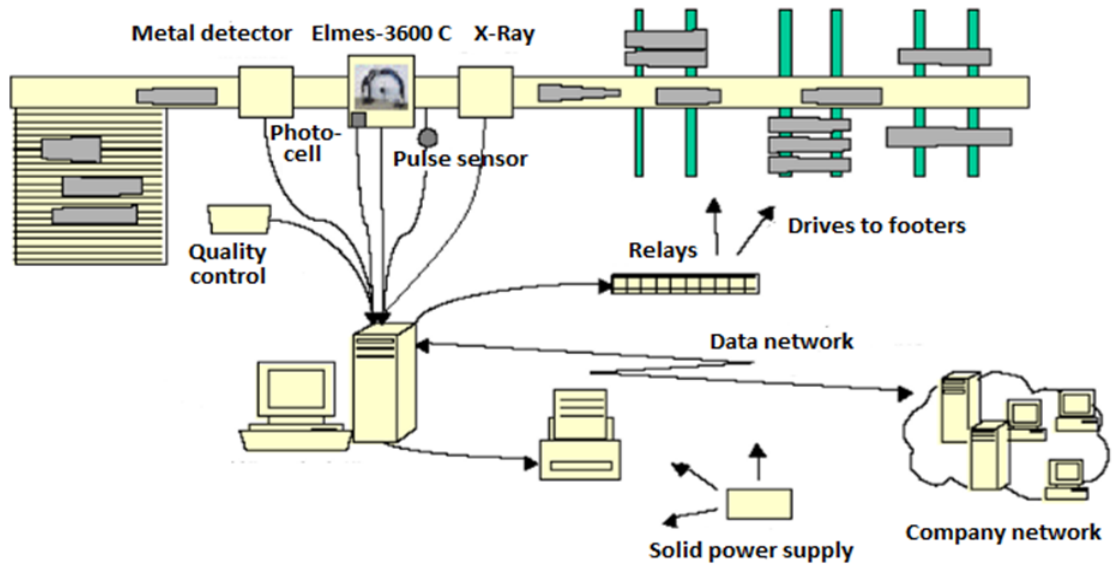 Metal detector
Elmes-3600 C
X-Ray
Photo-
cell
Pulse sensor
Quality
control
Relays
Drives to footers
Data network
Solid power supply
Company network